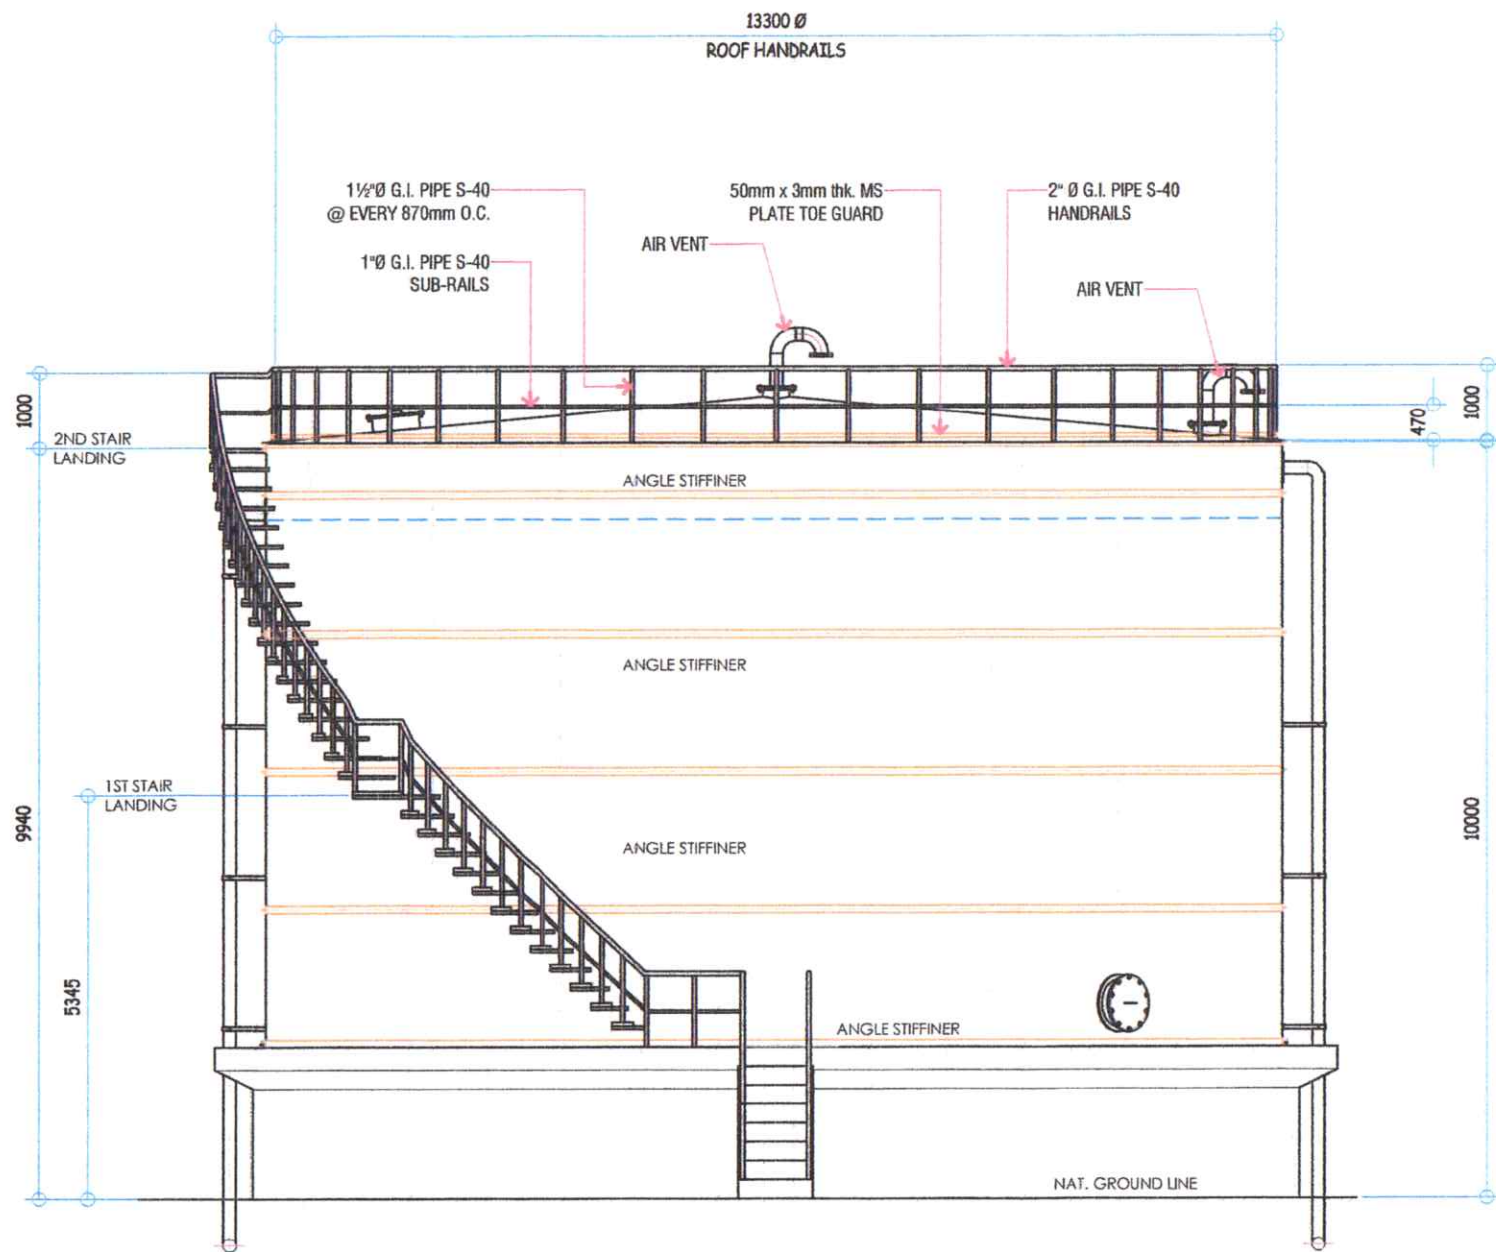 13300 Ø
ROOF HANDRAILS
1½"Ø G.I. PIPE S-40
@ EVERY 870mm O.C.
50mm x 3mm thk. MS
PLATE TOE GUARD
2" Ø G.I. PIPE S-40
HANDRAILS
AIR VENT
1"Ø G.I. PIPE S-40
SUB-RAILS
AIR VENT
1000
470
1000
2ND STAIR
LANDING
ANGLE STIFFINER
ANGLE STIFFINER
1ST STAIR
LANDING
9940
10000
ANGLE STIFFINER
5345
ANGLE STIFFINER
NAT. GROUND LINE